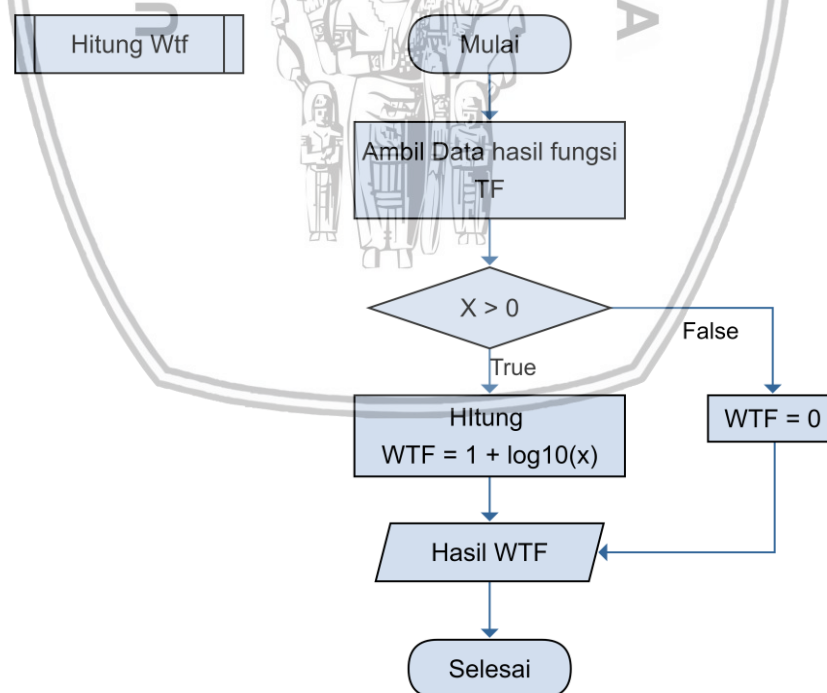 Hitung Wtf
U
A
Mulai
Ambil Data hasil fungsi
TF
X > 0
False
True
HItung
WTF = 1 + log10(x)
WTF = 0
Hasil WTF
Selesai